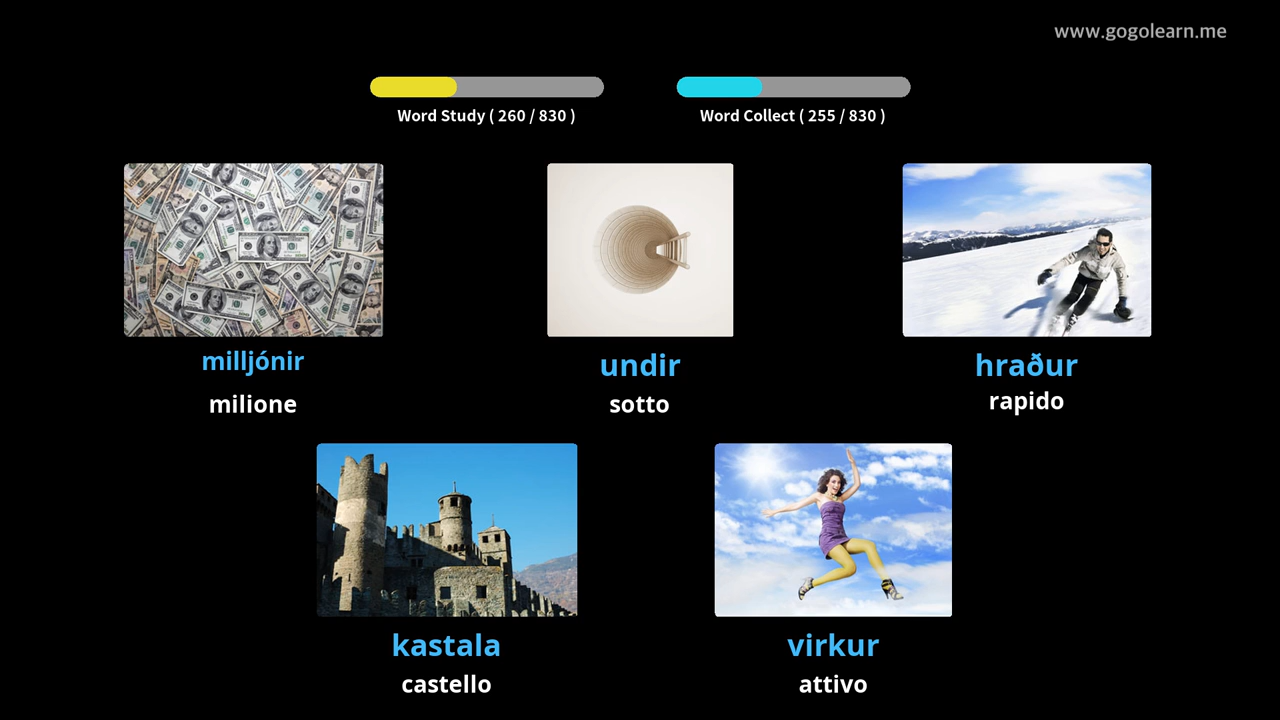 www.gogolearn.me
Word Study ( 260 / 830 )
Word Collect ( 255 / 830 )
milljónir
milione
undir
sotto
hraður
rapido
kastala
castello
virkur
attivo